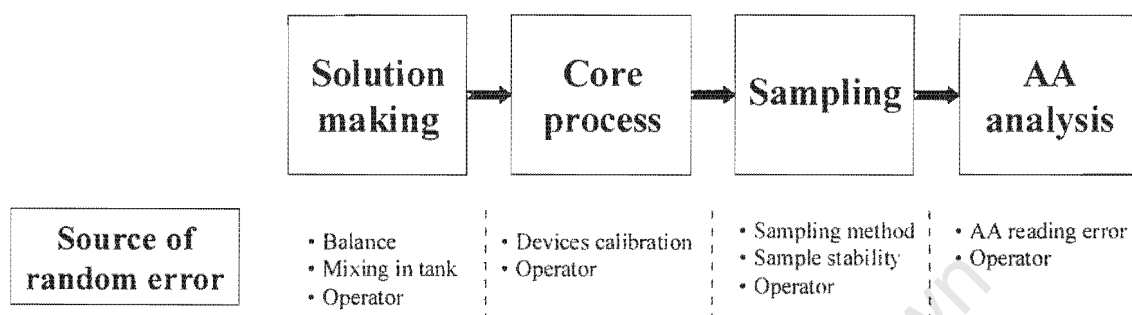 Solution
making
Core
process
Sampling
AA
analysis
Source of
random error
• Balance
• Mixing in tank
• Operator
• Devices calibration
• Operator
• Sampling method
• Sample stability
• Operator
• AA reading error
• Operator